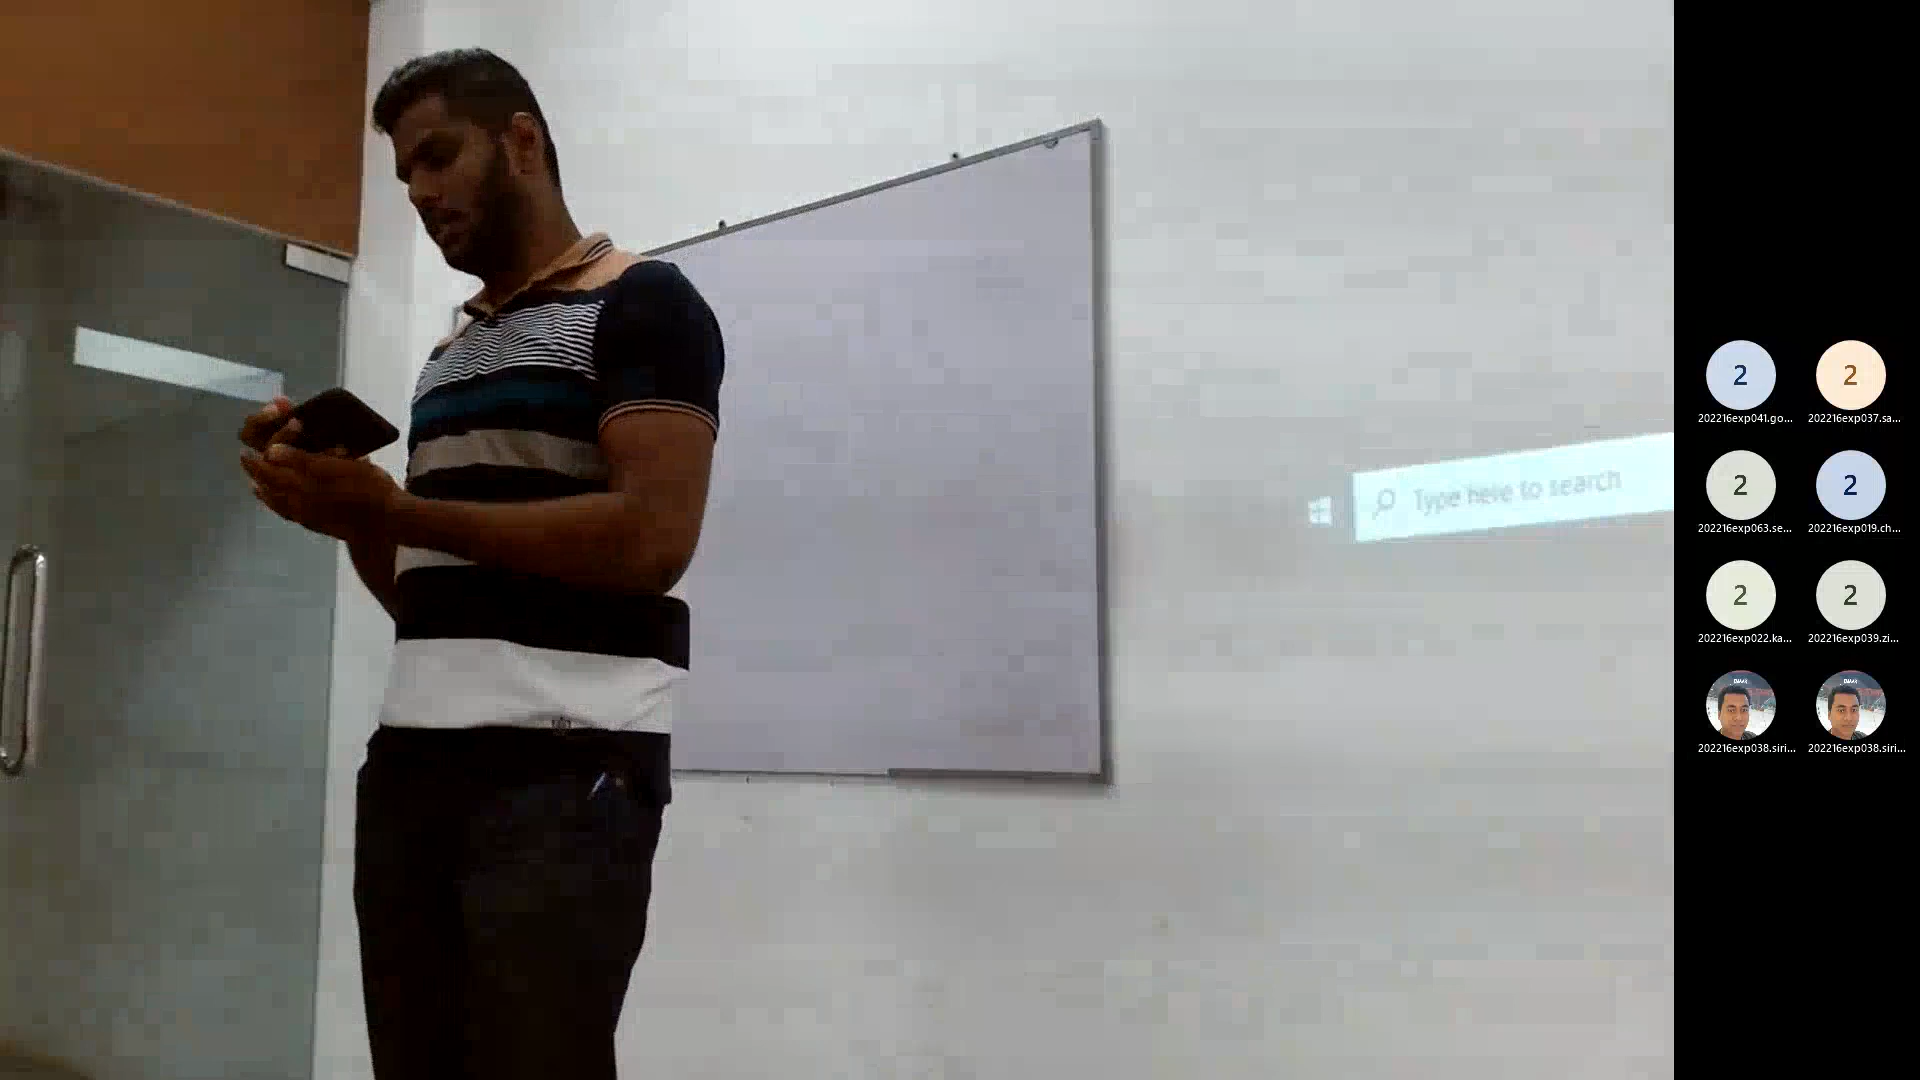 Type here to search
2
2
202216exp041.go...
202216exp037.sa...
2
2
202216exp063.se...
202216exp019.ch...
2
2
202216exp022.ka...
202216exp039.zi...
202216exp038.siri...
202216exp038.siri...